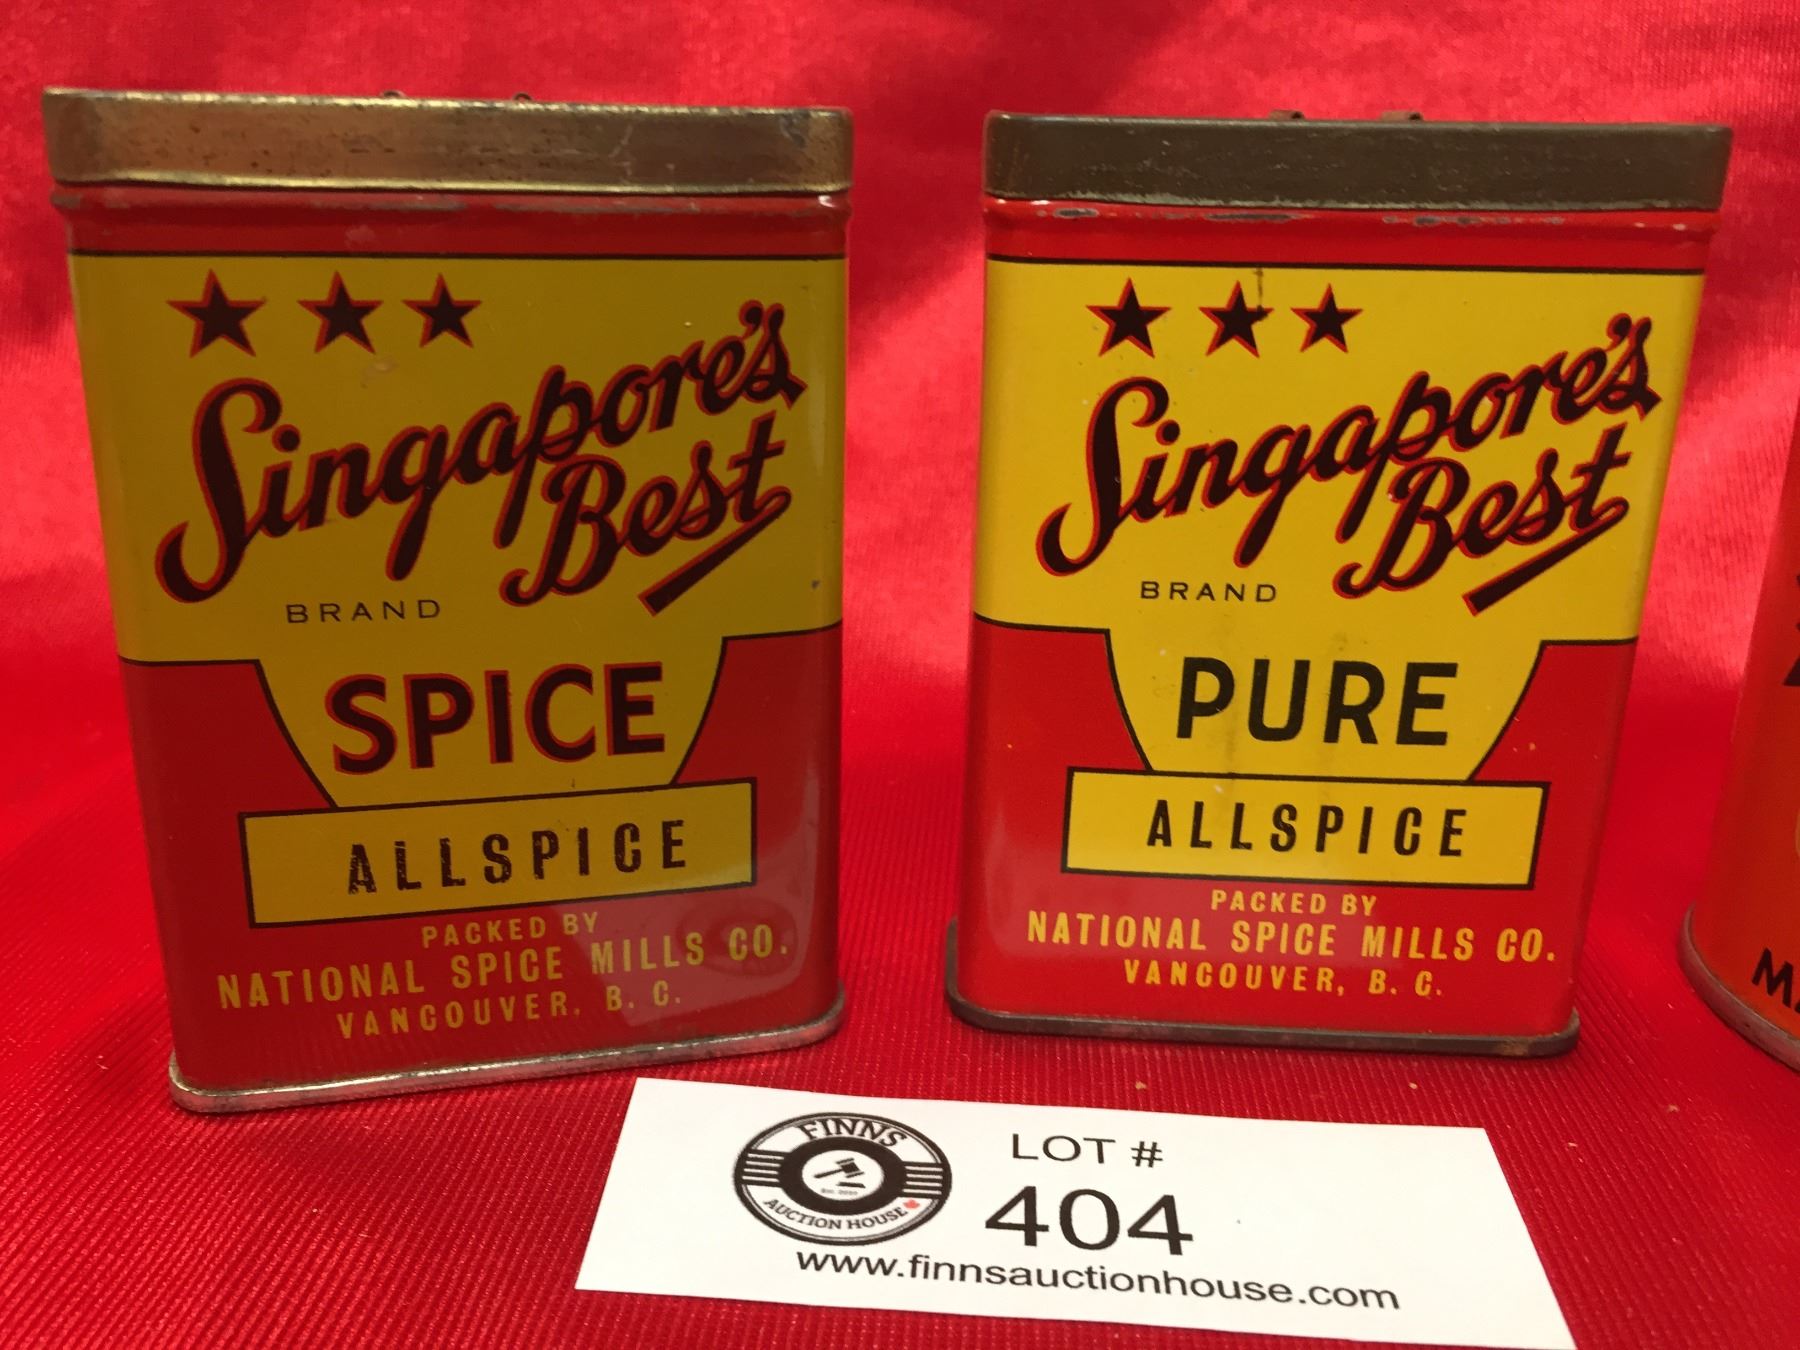 Singapore's
Best
BRAND
SPICE
ALLSPICE
PACKED BY
NATIONAL SPICE MILLS CO.
VANCOUVER, B. C.
Singapore's
Best
BRAND
PURE
ALLSPICE
PACKED BY
NATIONAL SPICE MILLS CO.
VANCOUVER, B. C.
FINNS
AUCTION HOUSE
LOT #
404
www.finnsauctionhouse.com